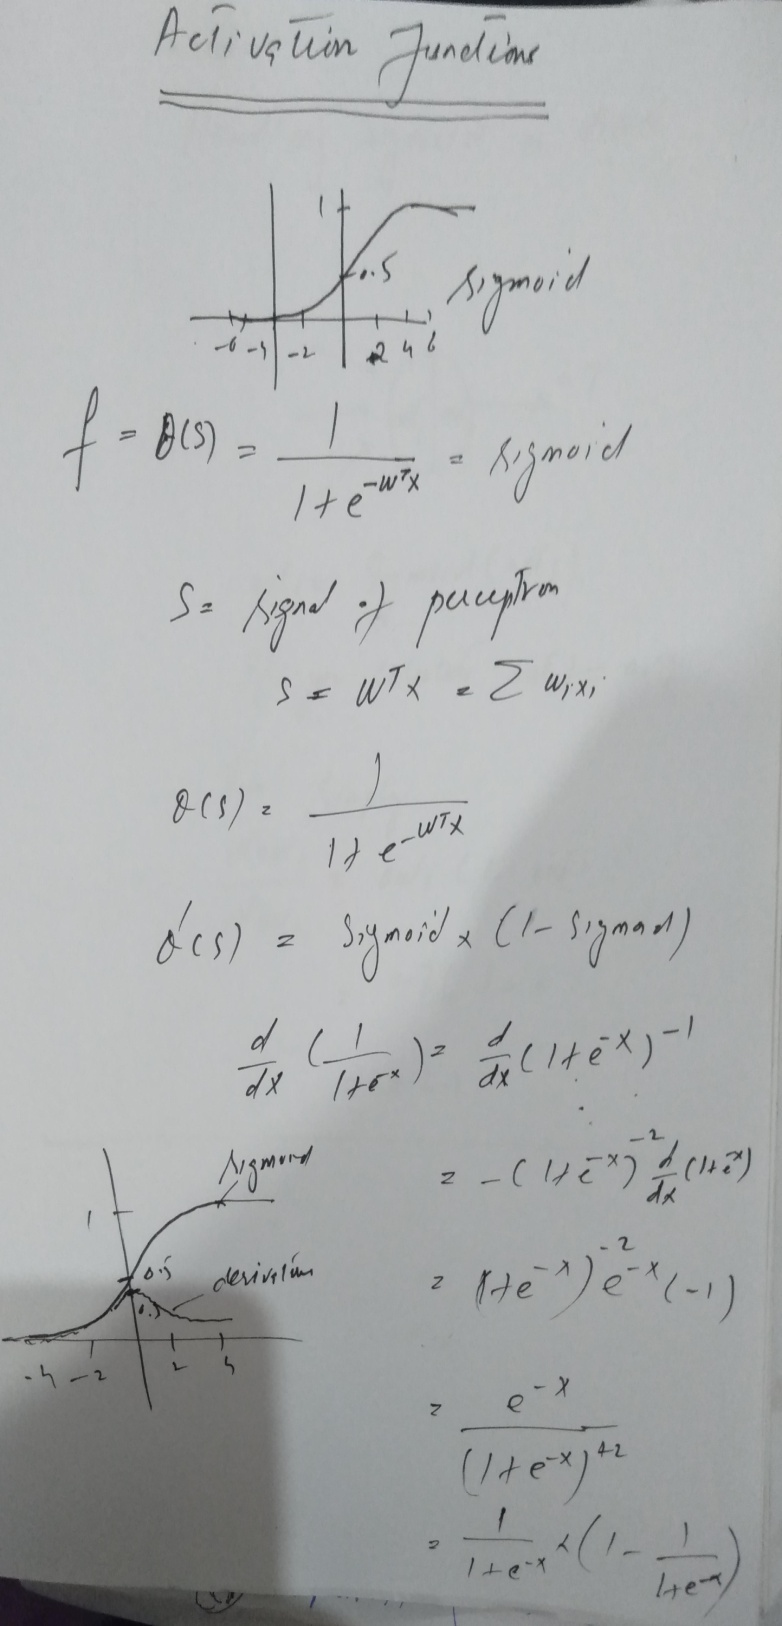 Activation Functions
1
0.5
sigmoid
-6 -4 -2 2 4 6
f = θ(s) = 1 / (1+e^{-W^T x}) = sigmoid
S = signal of perceptron
s = W^T x = Σ w_i x_i
θ(s) = 1 / (1+e^{-W^T x})
θ'(s) = Sigmoid × (1 - Sigmoid)
d/dx (1/(1+e^{-x})) = d/dx (1+e^{-x})^{-1}
= -(1+e^{-x})^{-2} d/dx (1+e^{-x})
= (1+e^{-x})^{-2} e^{-x} (-1)
= e^{-x} / (1+e^{-x})^{+2}
= 1/(1+e^{-x}) × (1 - 1/(1+e^{-x}))
sigmoid
1
0.5
derivation
-4 -2 2 4